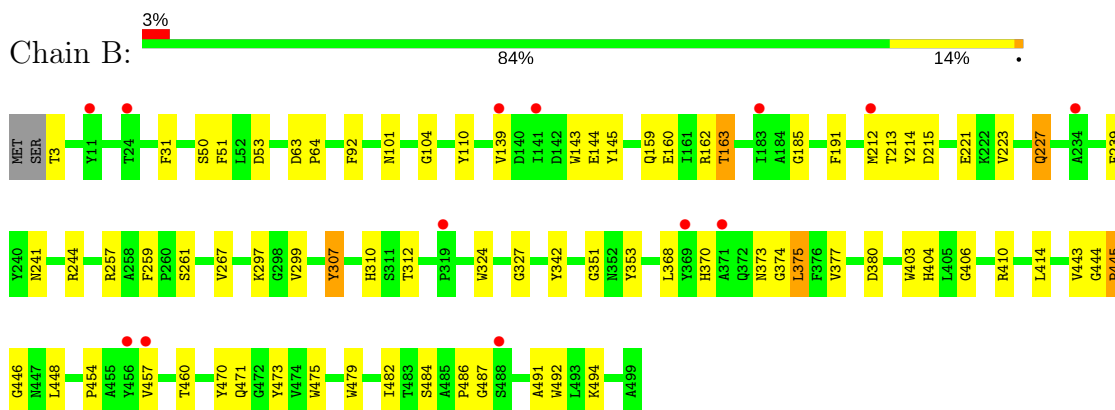 3%
Chain B:
84% 14% •
MET SER T3 Y11 T24 F31 S50 F51 L52 D53 D63 P64 F92 N101 G104 Y110 V139 D140 I141 D142 W143 E144 Y145 Q159 E160 I161 R162 T163 I183 A184 G185 F191 M212 T213 Y214 D215 E221 K222 V223 Q227 A234
Y240 N241 R244 R257 A258 F259 P260 S261 V267 K297 G298 V299 Y307 H310 S311 T312 P319 W324 G327 Y342 G351 N352 Y353 L368 Y369 H370 A371 Q372 N373 G374 L375 F376 V377 D380 W403 H404 L405 G406 R410 L414 V443 G444
G446 N447 L448 P454 A455 Y456 V457 T460 Y470 Q471 G472 Y473 V474 W475 W479 I482 T483 S484 A485 P486 G487 S488 A491 W492 L493 K494 A499